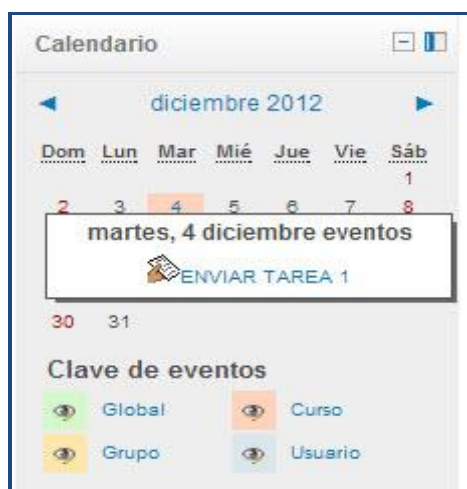 Calendario
diciembre 2012
Dom Lun Mar Mié Jue Vie Sáb
1
2 3 4 5 6 7 8
martes, 4 diciembre eventos
ENVIAR TAREA 1
30 31
Clave de eventos
Global Curso
Grupo Usuario